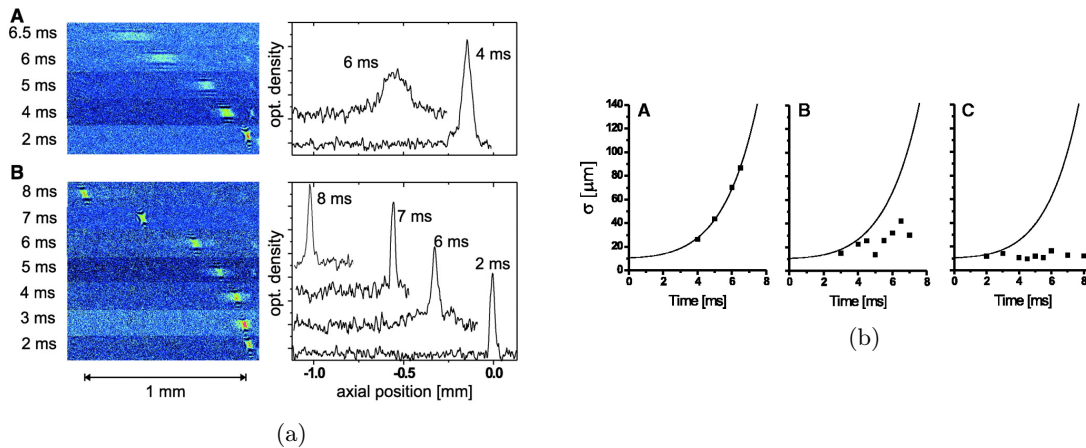 A
6.5 ms
6 ms
5 ms
4 ms
2 ms
opt. density
6 ms
4 ms
B
8 ms
7 ms
6 ms
5 ms
4 ms
3 ms
2 ms
1 mm
opt. density
8 ms
7 ms
6 ms
2 ms
-1.0 -0.5 0.0
axial position [mm]
(a)
σ [µm]
140
120
100
80
60
40
20
0
A
0 2 4 6 8
Time [ms]
B
0 2 4 6 8
Time [ms]
C
0 2 4 6 8
Time [ms]
(b)